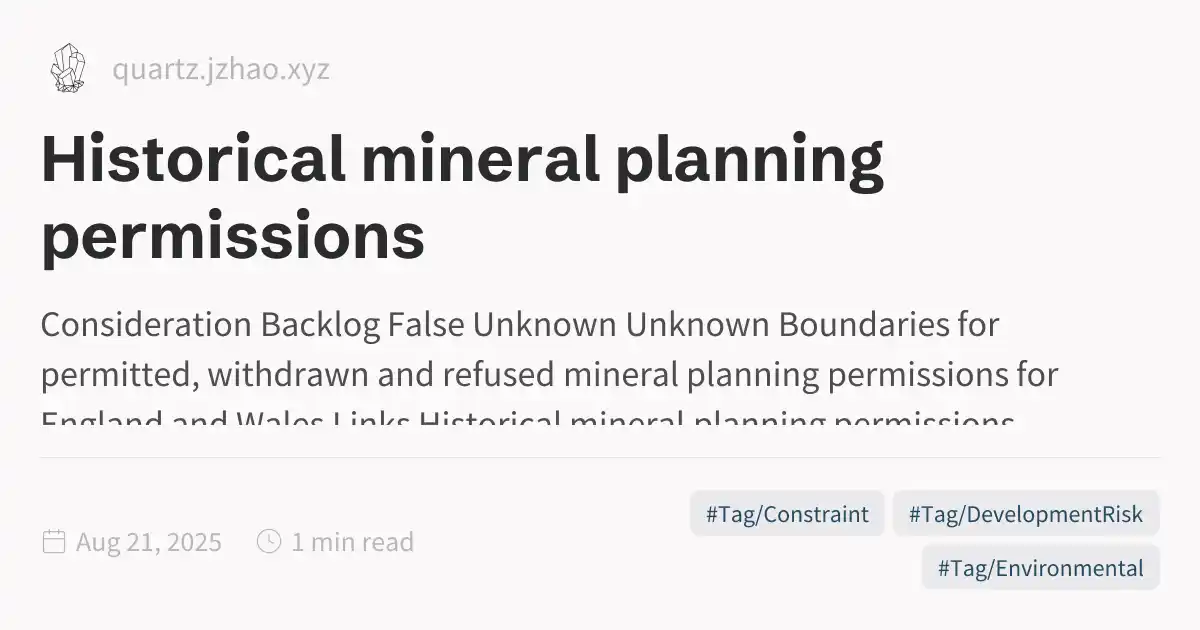 quartz.jzhao.xyz
Historical mineral planning
permissions
Consideration Backlog False Unknown Unknown Boundaries for
permitted, withdrawn and refused mineral planning permissions for
England and Wales Links Historical mineral planning permissions
Aug 21, 2025
1 min read
#Tag/Constraint
#Tag/DevelopmentRisk
#Tag/Environmental